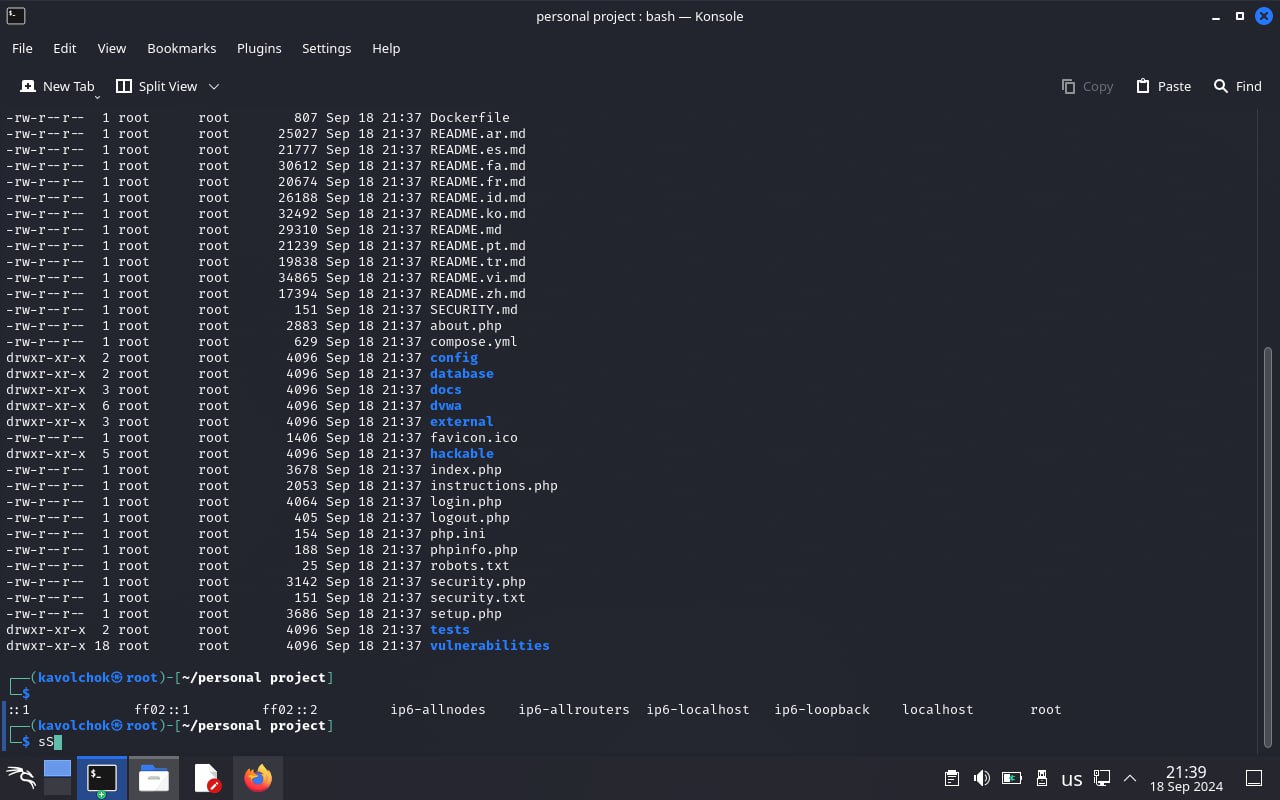 personal project : bash — Konsole
File Edit View Bookmarks Plugins Settings Help
New Tab Split View Copy Paste Find
-rw-r--r-- 1 root root 807 Sep 18 21:37 Dockerfile
-rw-r--r-- 1 root root 25027 Sep 18 21:37 README.ar.md
-rw-r--r-- 1 root root 21777 Sep 18 21:37 README.es.md
-rw-r--r-- 1 root root 30612 Sep 18 21:37 README.fa.md
-rw-r--r-- 1 root root 20674 Sep 18 21:37 README.fr.md
-rw-r--r-- 1 root root 26188 Sep 18 21:37 README.id.md
-rw-r--r-- 1 root root 32492 Sep 18 21:37 README.ko.md
-rw-r--r-- 1 root root 29310 Sep 18 21:37 README.md
-rw-r--r-- 1 root root 21239 Sep 18 21:37 README.pt.md
-rw-r--r-- 1 root root 19838 Sep 18 21:37 README.tr.md
-rw-r--r-- 1 root root 34865 Sep 18 21:37 README.vi.md
-rw-r--r-- 1 root root 17394 Sep 18 21:37 README.zh.md
-rw-r--r-- 1 root root 151 Sep 18 21:37 SECURITY.md
-rw-r--r-- 1 root root 2883 Sep 18 21:37 about.php
-rw-r--r-- 1 root root 629 Sep 18 21:37 compose.yml
drwxr-xr-x 2 root root 4096 Sep 18 21:37 config
drwxr-xr-x 2 root root 4096 Sep 18 21:37 database
drwxr-xr-x 3 root root 4096 Sep 18 21:37 docs
drwxr-xr-x 6 root root 4096 Sep 18 21:37 dvwa
drwxr-xr-x 3 root root 4096 Sep 18 21:37 external
-rw-r--r-- 1 root root 1406 Sep 18 21:37 favicon.ico
drwxr-xr-x 5 root root 4096 Sep 18 21:37 hackable
-rw-r--r-- 1 root root 3678 Sep 18 21:37 index.php
-rw-r--r-- 1 root root 2053 Sep 18 21:37 instructions.php
-rw-r--r-- 1 root root 4064 Sep 18 21:37 login.php
-rw-r--r-- 1 root root 405 Sep 18 21:37 logout.php
-rw-r--r-- 1 root root 154 Sep 18 21:37 php.ini
-rw-r--r-- 1 root root 188 Sep 18 21:37 phpinfo.php
-rw-r--r-- 1 root root 25 Sep 18 21:37 robots.txt
-rw-r--r-- 1 root root 3142 Sep 18 21:37 security.php
-rw-r--r-- 1 root root 151 Sep 18 21:37 security.txt
-rw-r--r-- 1 root root 3686 Sep 18 21:37 setup.php
drwxr-xr-x 2 root root 4096 Sep 18 21:37 tests
drwxr-xr-x 18 root root 4096 Sep 18 21:37 vulnerabilities
┌──(kavolchok㉿root)-[~/personal project]
└─$
::1 ff02::1 ff02::2 ip6-allnodes ip6-allrouters ip6-localhost ip6-loopback localhost root
┌──(kavolchok㉿root)-[~/personal project]
└─$ sS
us 21:39
18 Sep 2024